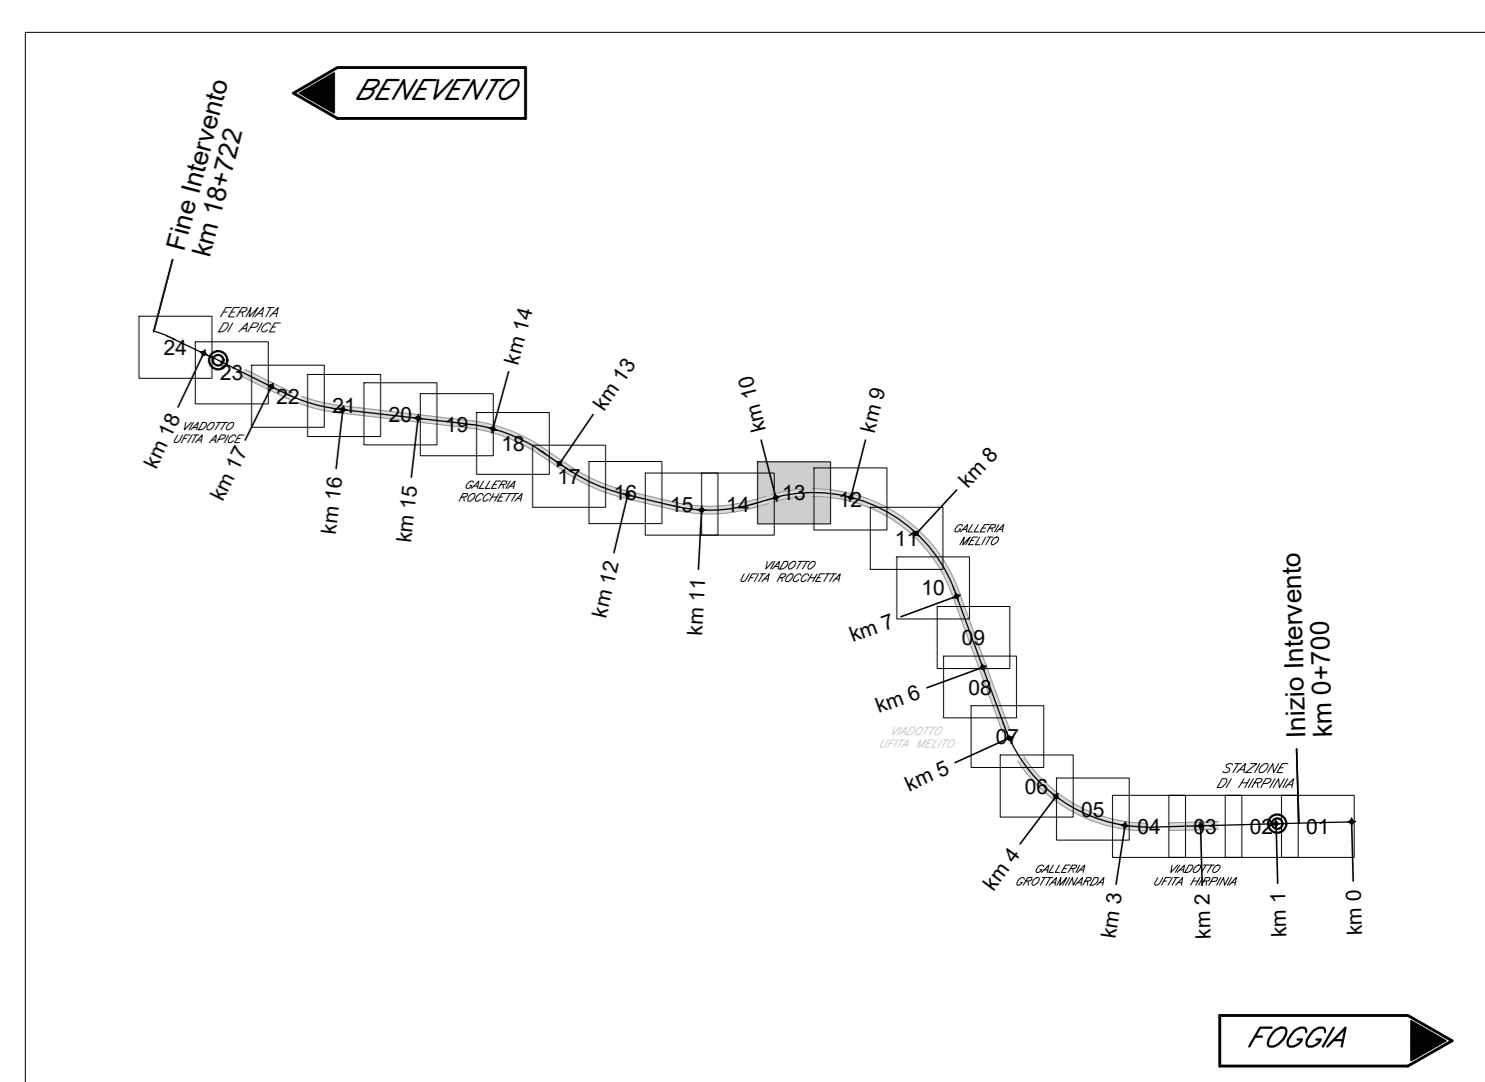 BENEVENTO
Fine Intervento
km 18+722
FERMATA
DI APICE
24
23
22
21
20
19
18
17
16
15
14
13
12
11
10
09
08
07
06
05
04
03
02
01
km 18
km 17
km 16
km 15
km 14
km 13
km 12
km 11
km 10
km 9
km 8
km 7
km 6
km 5
km 4
km 3
km 2
km 1
km 0
VIADOTTO
UFITA APICE
GALLERIA
ROCCHETTA
VIADOTTO
UFITA ROCCHETTA
GALLERIA
MELITO
VIADOTTO
UFITA MELITO
GALLERIA
GROTTAMINARDA
VIADOTTO
UFITA HIRPINIA
STAZIONE
DI HIRPINIA
Inizio Intervento
km 0+700
FOGGIA